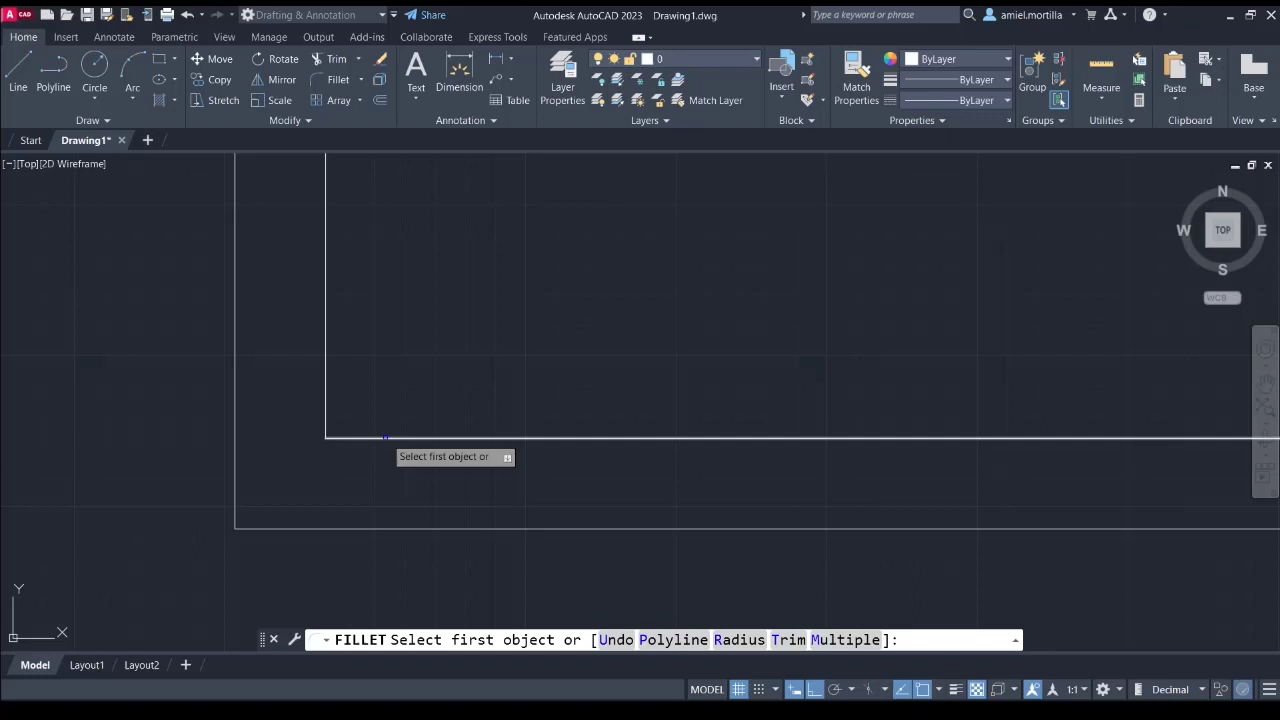 CAD Drafting & Annotation Share Autodesk AutoCAD 2023 Drawing1.dwg Type a keyword or phrase amiel.mortilla
Home Insert Annotate Parametric View Manage Output Add-ins Collaborate Express Tools Featured Apps
Move Rotate Trim 0 ByLayer
Line Polyline Circle Arc Copy Mirror Fillet Text Dimension Layer Properties Insert Match Properties ByLayer Group Measure Paste Base
Stretch Scale Array Table Match Layer ByLayer
Draw Modify Annotation Layers Block Properties Groups Utilities Clipboard View
Start Drawing1*
[−][Top][2D Wireframe]
N
W TOP E
S
WCS
Select first object or
Y
X
FILLET Select first object or [Undo Polyline Radius Trim Multiple]:
Model Layout1 Layout2
MODEL 1:1 Decimal